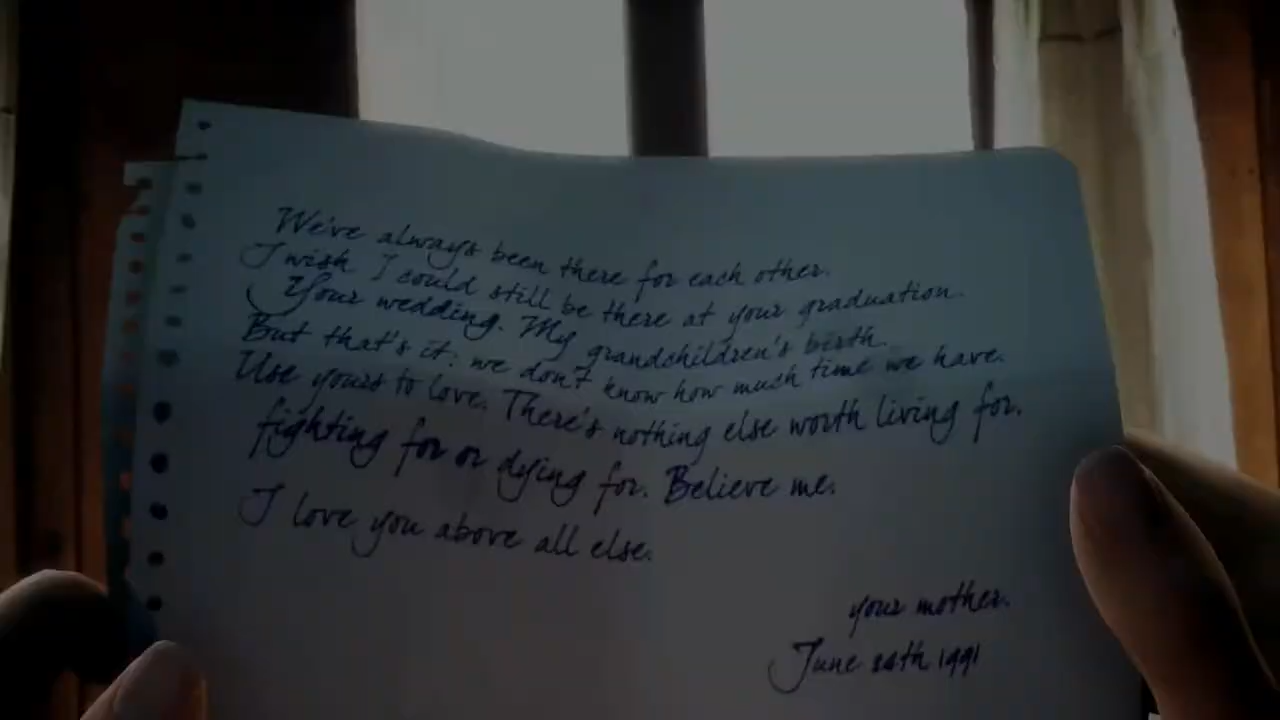 We've always been there for each other.
I wish I could still be there at your graduation.
Your wedding. My grandchildren's birth.
But that's it: we don't know how much time we have.
Use yours to love. There's nothing else worth living for,
fighting for or dying for. Believe me.
I love you above all else.
your mother.
June 24th 1991